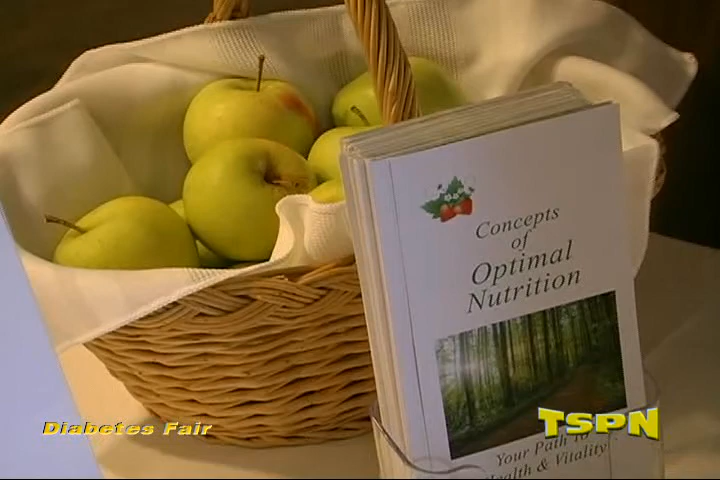 Concepts
of
Optimal
Nutrition
Your Path To
Health & Vitality
Diabetes Fair
TSPN